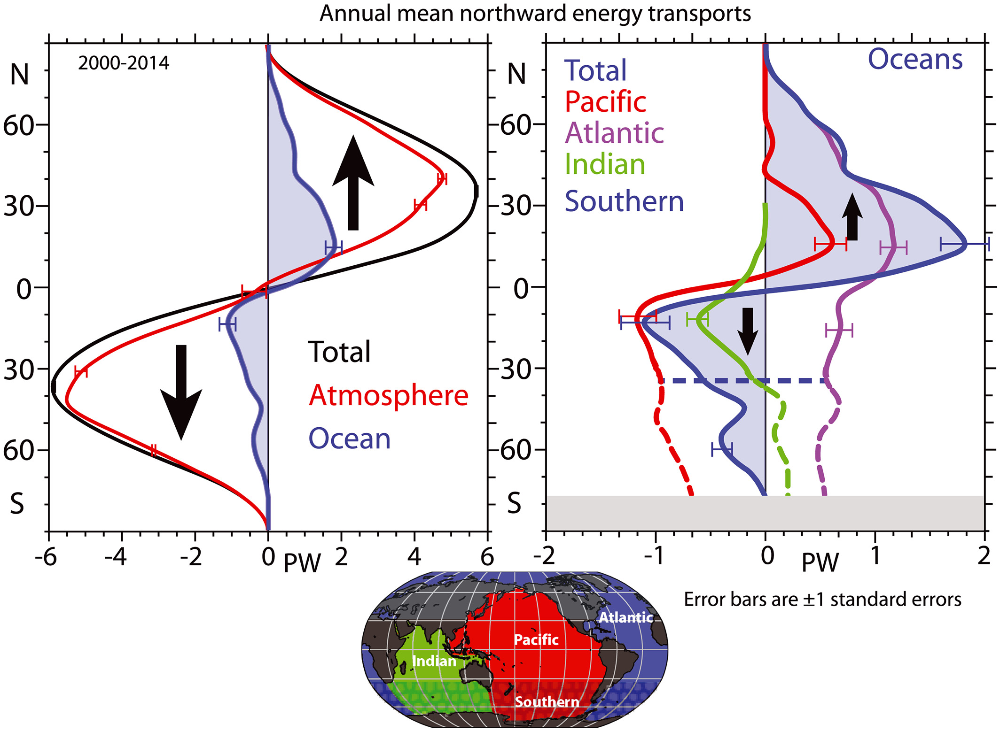 Annual mean northward energy transports
2000-2014
N
60
30
0
30
60
S
Total
Atmosphere
Ocean
-6
-4
-2
0
PW
2
4
6
Oceans
Total
Pacific
Atlantic
Indian
Southern
N
60
30
0
30
60
S
-2
-1
0
PW
1
2
Error bars are ±1 standard errors
Atlantic
Pacific
Indian
Southern